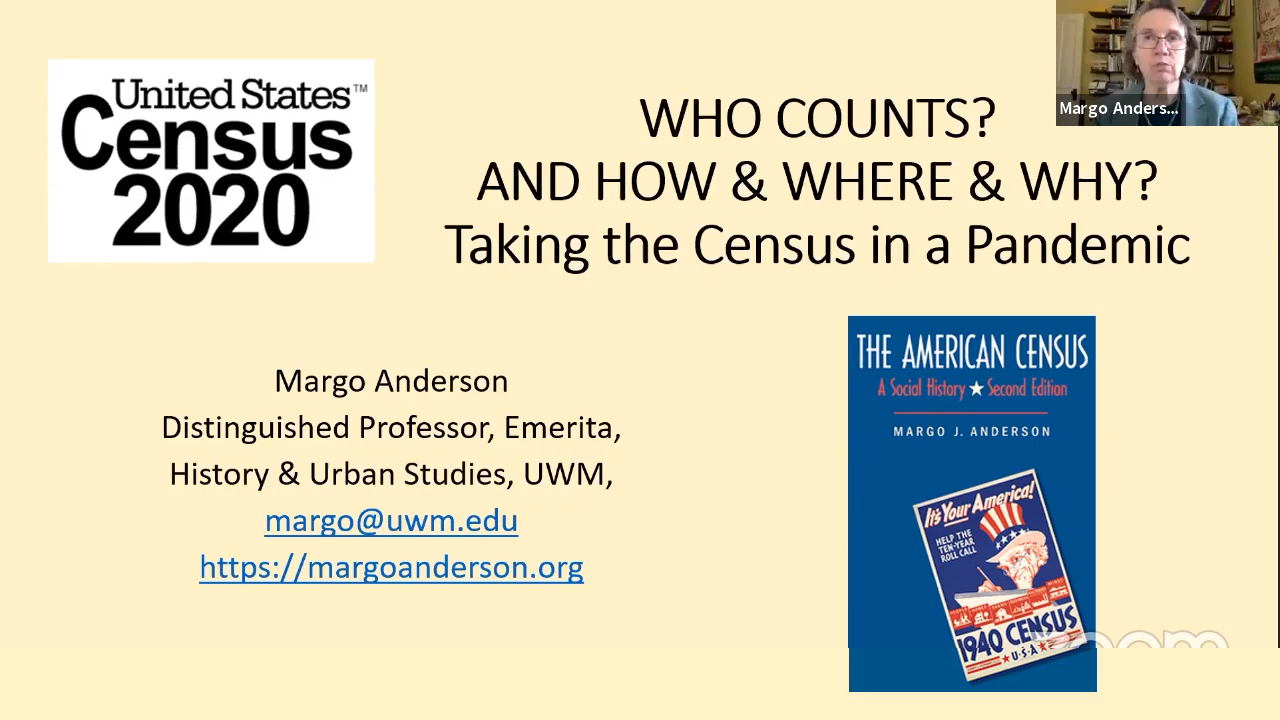 United States™
Census
2020
WHO COUNTS?
AND HOW & WHERE & WHY?
Taking the Census in a Pandemic
Margo Anders...
Margo Anderson
Distinguished Professor, Emerita,
History & Urban Studies, UWM,
margo@uwm.edu
https://margoanderson.org
THE AMERICAN CENSUS
A Social History ★ Second Edition
MARGO J. ANDERSON
It's Your America!
HELP THE
TEN-YEAR
ROLL CALL
1940 CENSUS
★ U·S·A ★
zoom